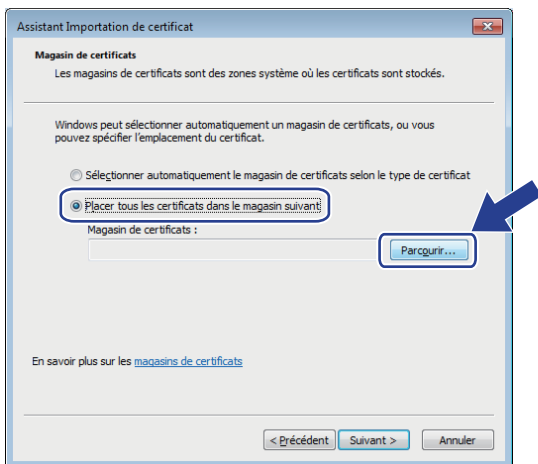 Assistant Importation de certificat
Magasin de certificats
Les magasins de certificats sont des zones système où les certificats sont stockés.
Windows peut sélectionner automatiquement un magasin de certificats, ou vous
pouvez spécifier l'emplacement du certificat.
Sélectionner automatiquement le magasin de certificats selon le type de certificat
Placer tous les certificats dans le magasin suivant
Magasin de certificats :
Parcourir...
En savoir plus sur les magasins de certificats
< Précédent Suivant > Annuler